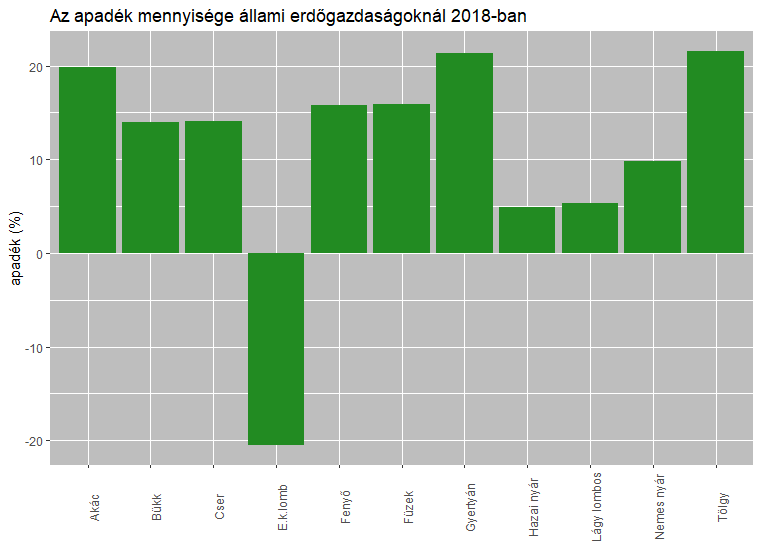 Az apadék mennyisége állami erdőgazdaságoknál 2018-ban
20
10
0
-10
-20
apadék (%)
Akác
Bükk
Cser
E.k.lomb
Fenyő
Füzek
Gyertyán
Hazai nyár
Lágy lombos
Nemes nyár
Tölgy